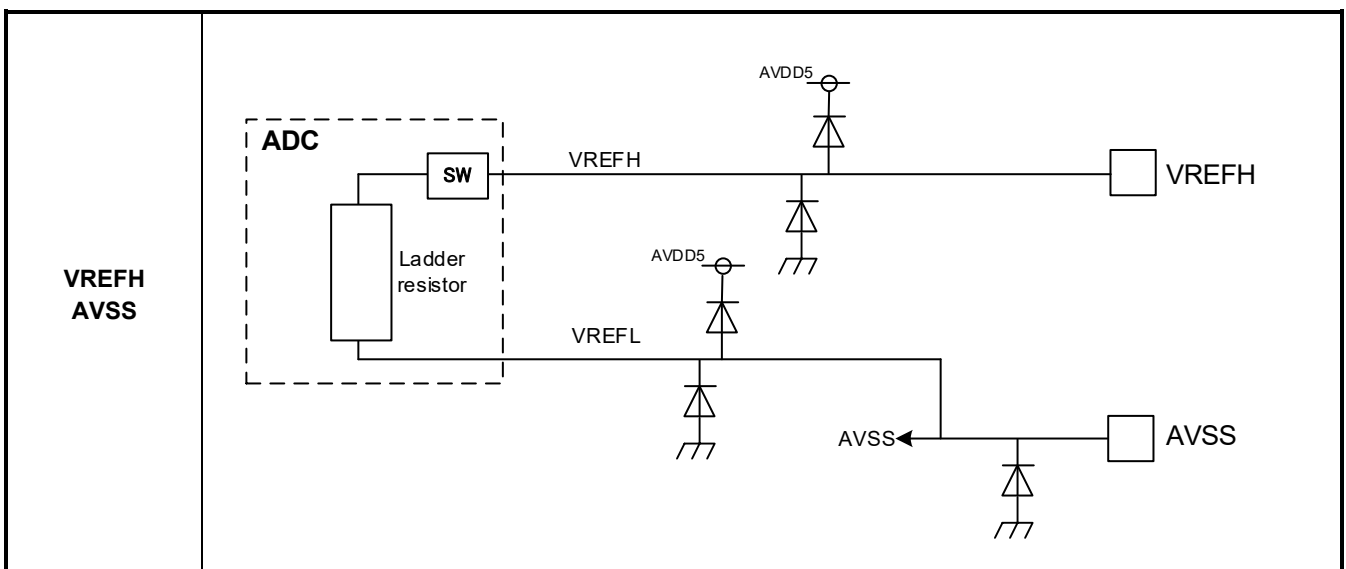 VREFH
AVSS
ADC
SW
Ladder
resistor
VREFH
AVDD5
VREFH
AVDD5
VREFL
AVSS
AVSS